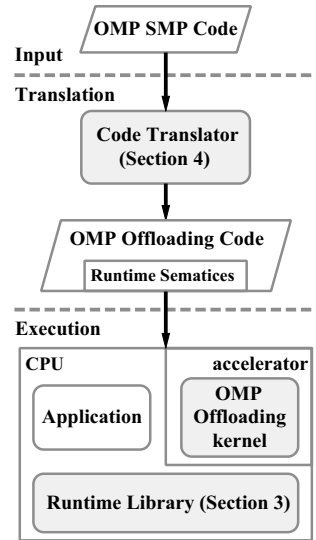 OMP SMP Code
Input
Translation
Code Translator
(Section 4)
OMP Offloading Code
Runtime Sematices
Execution
CPU
accelerator
Application
OMP
Offloading
kernel
Runtime Library (Section 3)